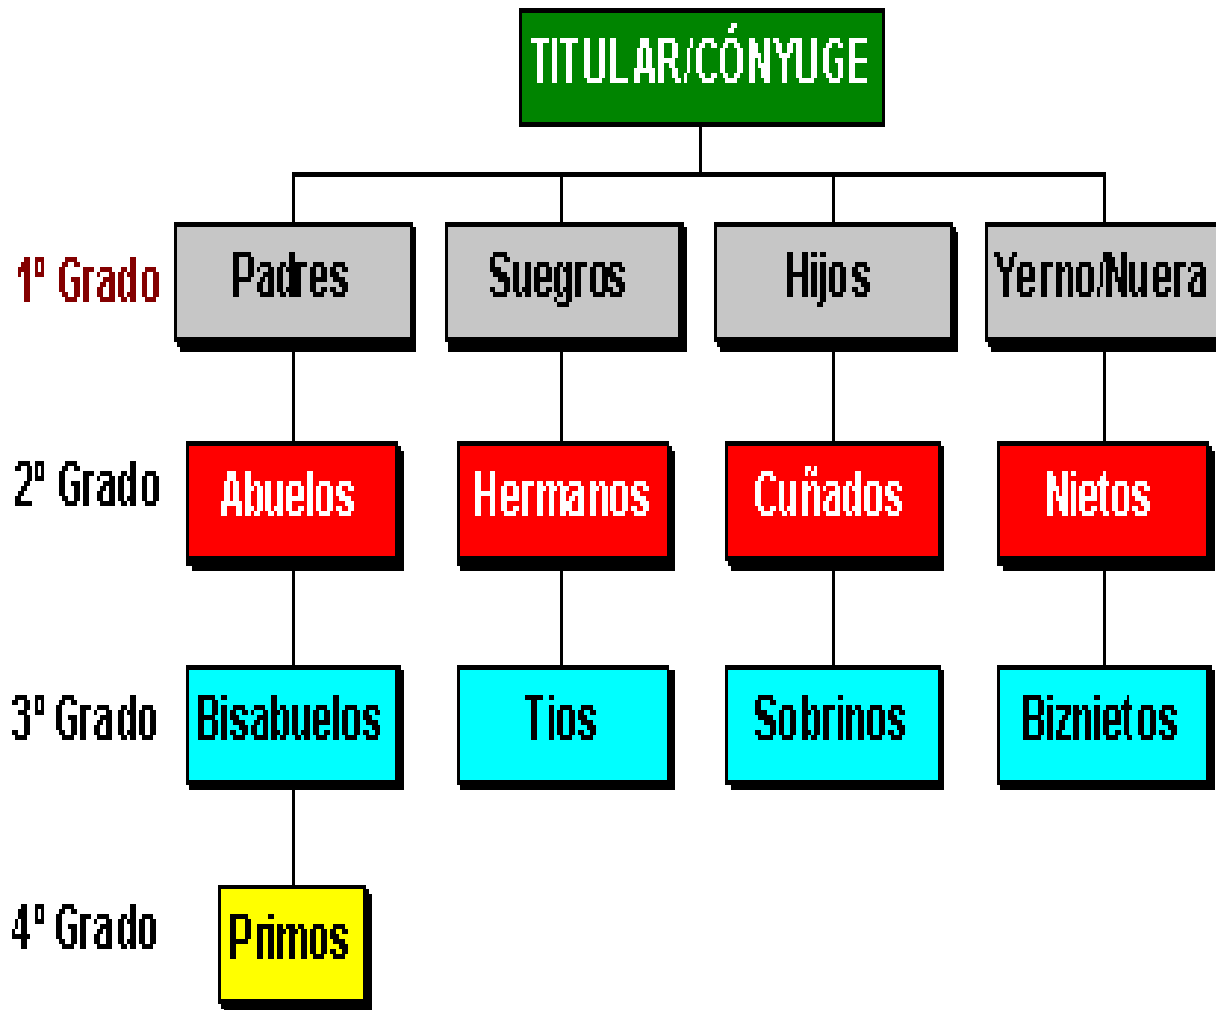 TITULAR/CÓNYUGE
1º Grado
Padres
Suegros
Hijos
Yerno/Nuera
2º Grado
Abuelos
Hermanos
Cuñados
Nietos
3º Grado
Bisabuelos
Tios
Sobrinos
Biznietos
4º Grado
Primos